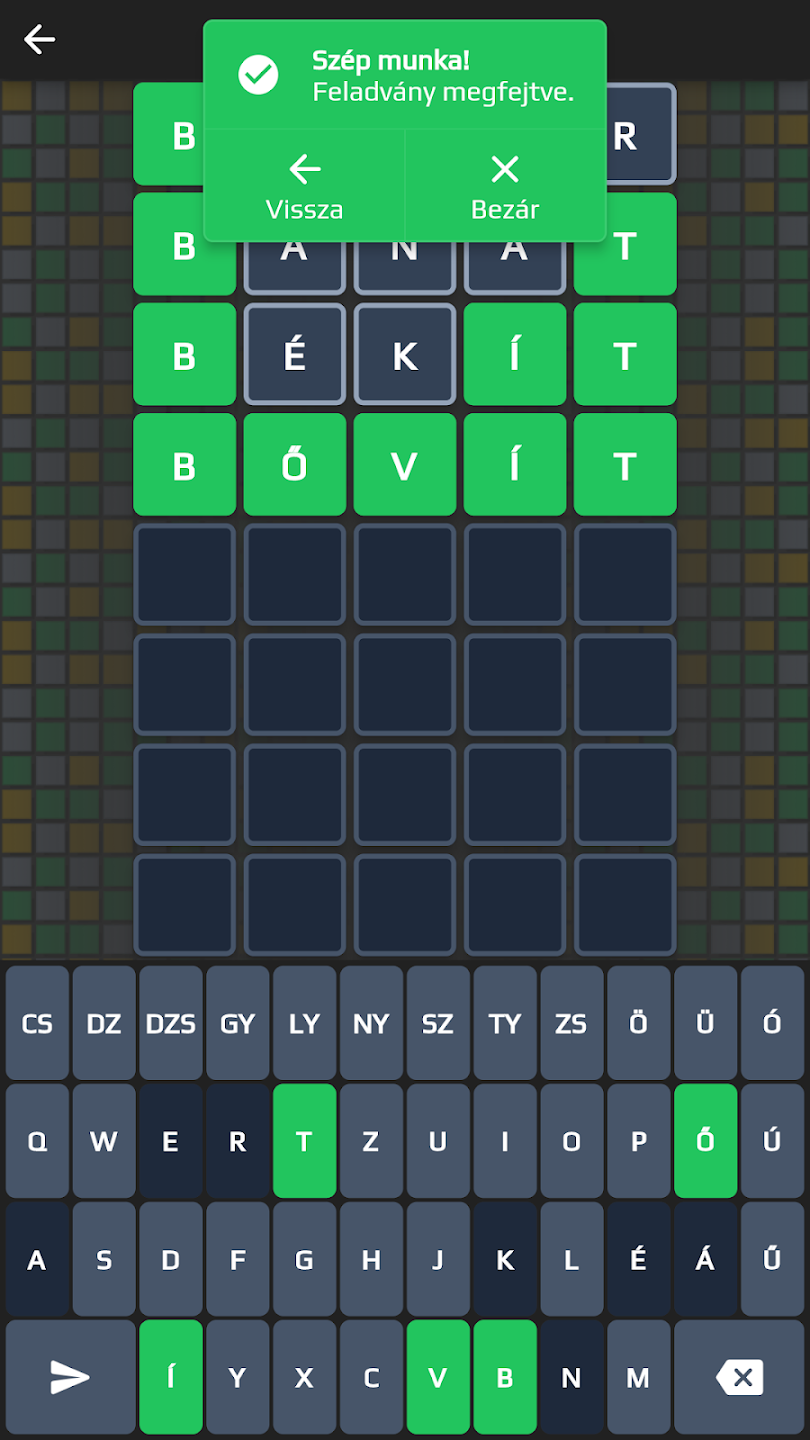 Szép munka!
Feladvány megfejtve.
Vissza Bezár
B R
B A N A T
B É K Í T
B Ő V Í T
CS DZ DZS GY LY NY SZ TY ZS Ö Ü Ó
Q W E R T Z U I O P Ő Ú
A S D F G H J K L É Á Ű
Í Y X C V B N M